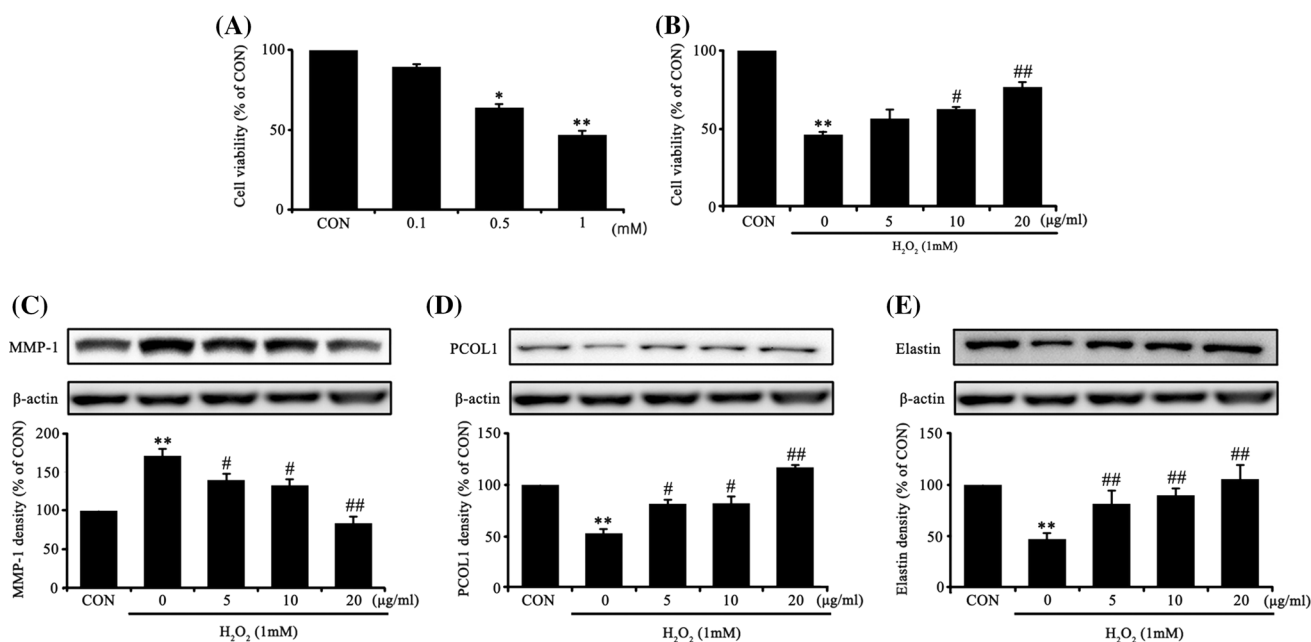 (A)
Cell viability (% of CON)
100
50
0
*
**
CON 0.1 0.5 1 (mM)
(B)
Cell viability (% of CON)
100
50
0
**
#
##
CON 0 5 10 20 (μg/ml)
H₂O₂ (1mM)
(C)
MMP-1
β-actin
MMP-1 density (% of CON)
200
150
100
50
0
**
#
#
##
CON 0 5 10 20 (μg/ml)
H₂O₂ (1mM)
(D)
PCOL1
β-actin
PCOL1 density (% of CON)
150
100
50
0
**
#
#
##
CON 0 5 10 20 (μg/ml)
H₂O₂ (1mM)
(E)
Elastin
β-actin
Elastin density (% of CON)
150
100
50
0
**
##
##
##
CON 0 5 10 20 (μg/ml)
H₂O₂ (1mM)